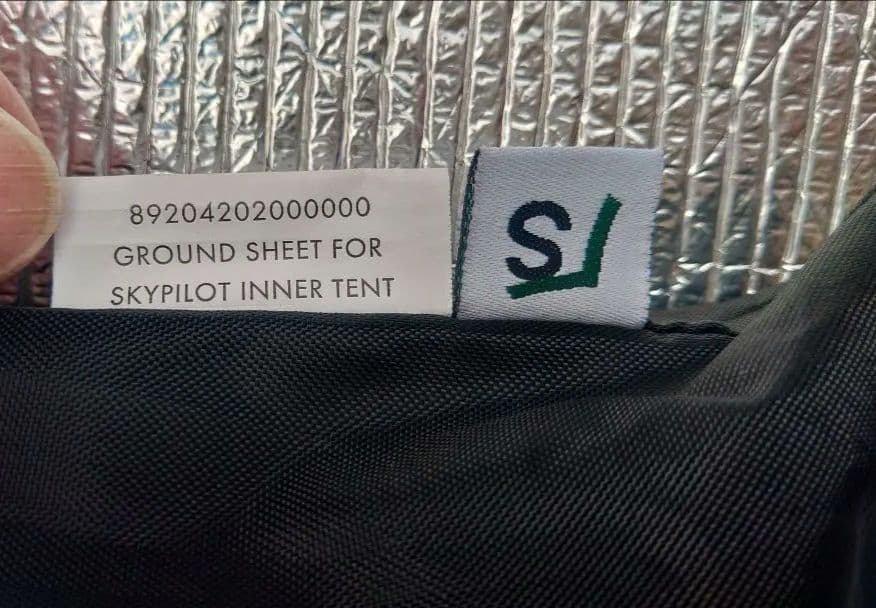 89204202000000
GROUND SHEET FOR
SKYPILOT INNER TENT
S